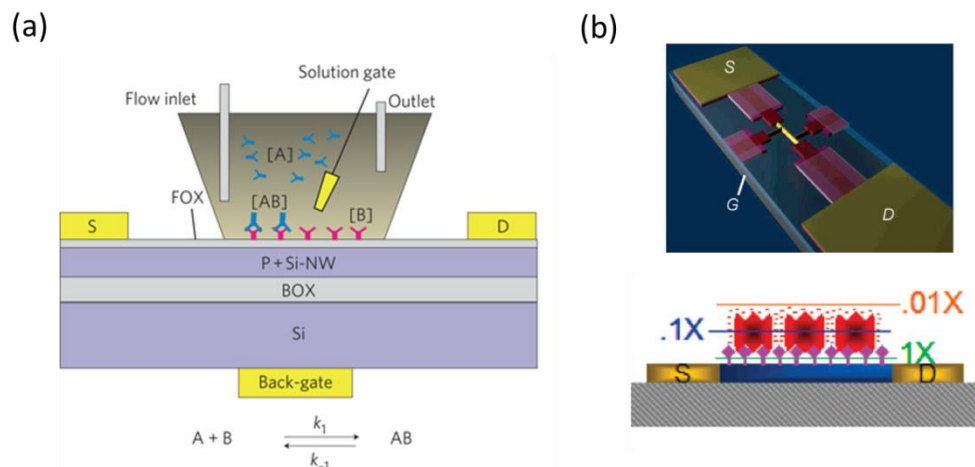 (a)
Solution gate
Flow inlet
Outlet
[A]
FOX
[AB]
[B]
S
D
P + Si-NW
BOX
Si
Back-gate
k₁
A + B
AB
k₋₁
(b)
S
G
D
.01X
.1X
1X
S
D